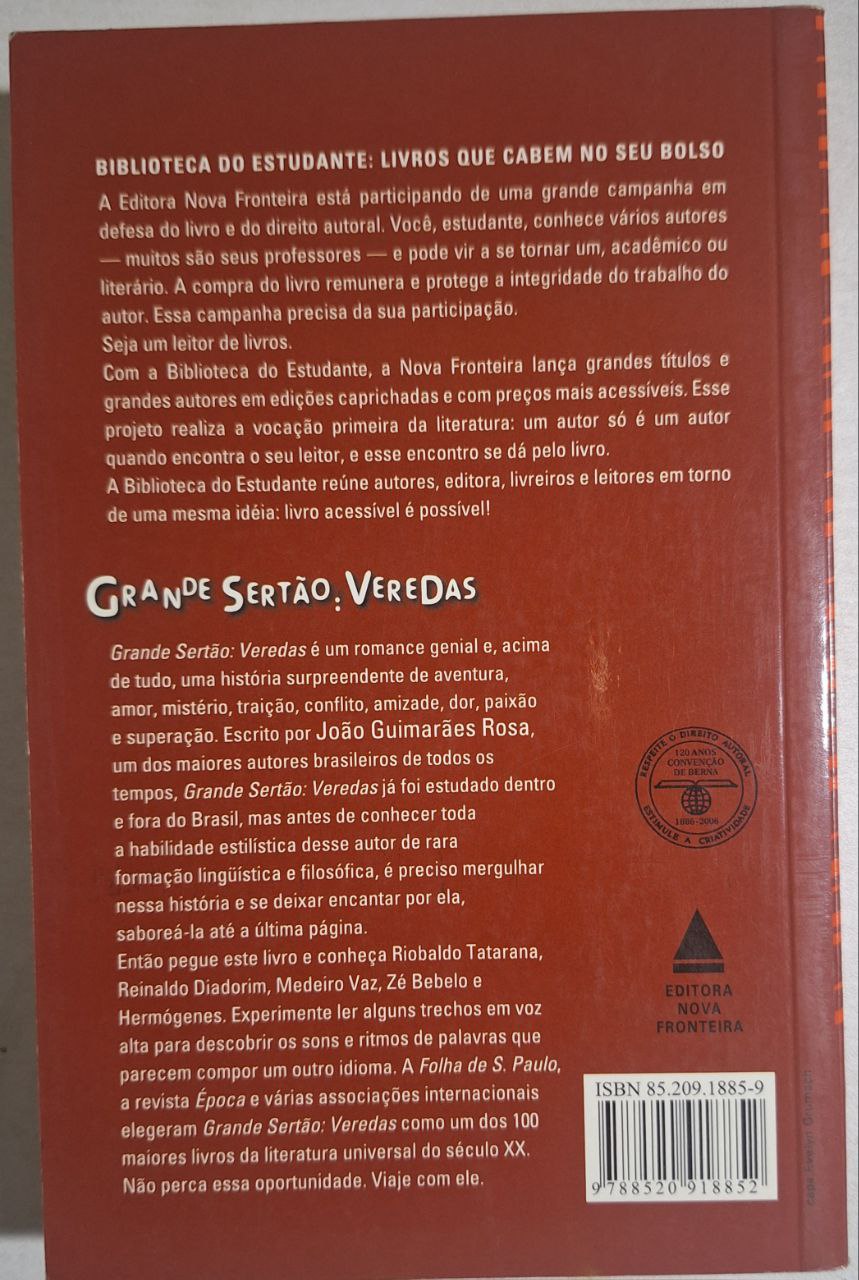 BIBLIOTECA DO ESTUDANTE: LIVROS QUE CABEM NO SEU BOLSO
A Editora Nova Fronteira está participando de uma grande campanha em
defesa do livro e do direito autoral. Você, estudante, conhece vários autores
— muitos são seus professores — e pode vir a se tornar um, acadêmico ou
literário. A compra do livro remunera e protege a integridade do trabalho do
autor. Essa campanha precisa da sua participação.
Seja um leitor de livros.
Com a Biblioteca do Estudante, a Nova Fronteira lança grandes títulos e
grandes autores em edições caprichadas e com preços mais acessíveis. Esse
projeto realiza a vocação primeira da literatura: um autor só é um autor
quando encontra o seu leitor, e esse encontro se dá pelo livro.
A Biblioteca do Estudante reúne autores, editora, livreiros e leitores em torno
de uma mesma idéia: livro acessível é possível!
GRANDE SERTÃO: VEREDAS
Grande Sertão: Veredas é um romance genial e, acima
de tudo, uma história surpreendente de aventura,
amor, mistério, traição, conflito, amizade, dor, paixão
e superação. Escrito por João Guimarães Rosa,
um dos maiores autores brasileiros de todos os
tempos, Grande Sertão: Veredas já foi estudado dentro
e fora do Brasil, mas antes de conhecer toda
a habilidade estilística desse autor de rara
formação lingüística e filosófica, é preciso mergulhar
nessa história e se deixar encantar por ela,
saboreá-la até a última página.
Então pegue este livro e conheça Riobaldo Tatarana,
Reinaldo Diadorim, Medeiro Vaz, Zé Bebelo e
Hermógenes. Experimente ler alguns trechos em voz
alta para descobrir os sons e ritmos de palavras que
parecem compor um outro idioma. A Folha de S. Paulo,
a revista Época e várias associações internacionais
elegeram Grande Sertão: Veredas como um dos 100
maiores livros da literatura universal do século XX.
Não perca essa oportunidade. Viaje com ele.
RESPEITE O DIREITO AUTORAL
120 ANOS
CONVENÇÃO
DE BERNA
1886-2006
ESTIMULE A CRIATIVIDADE
EDITORA
NOVA
FRONTEIRA
ISBN 85.209.1885-9
9 788520 918852
capa Evelyn Grumach